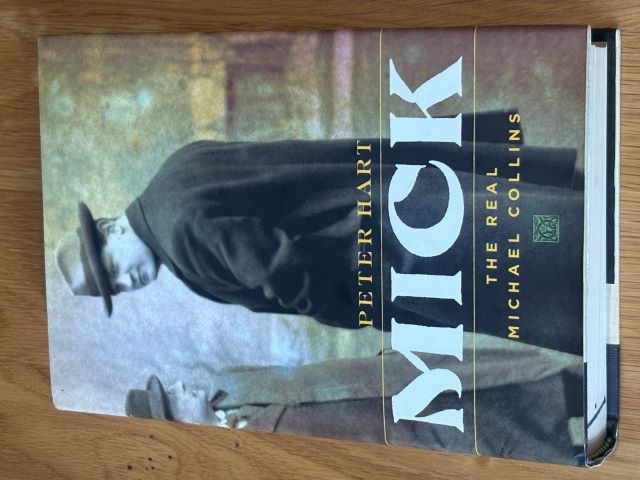 PETER HART
MICK
THE REAL
MICHAEL COLLINS